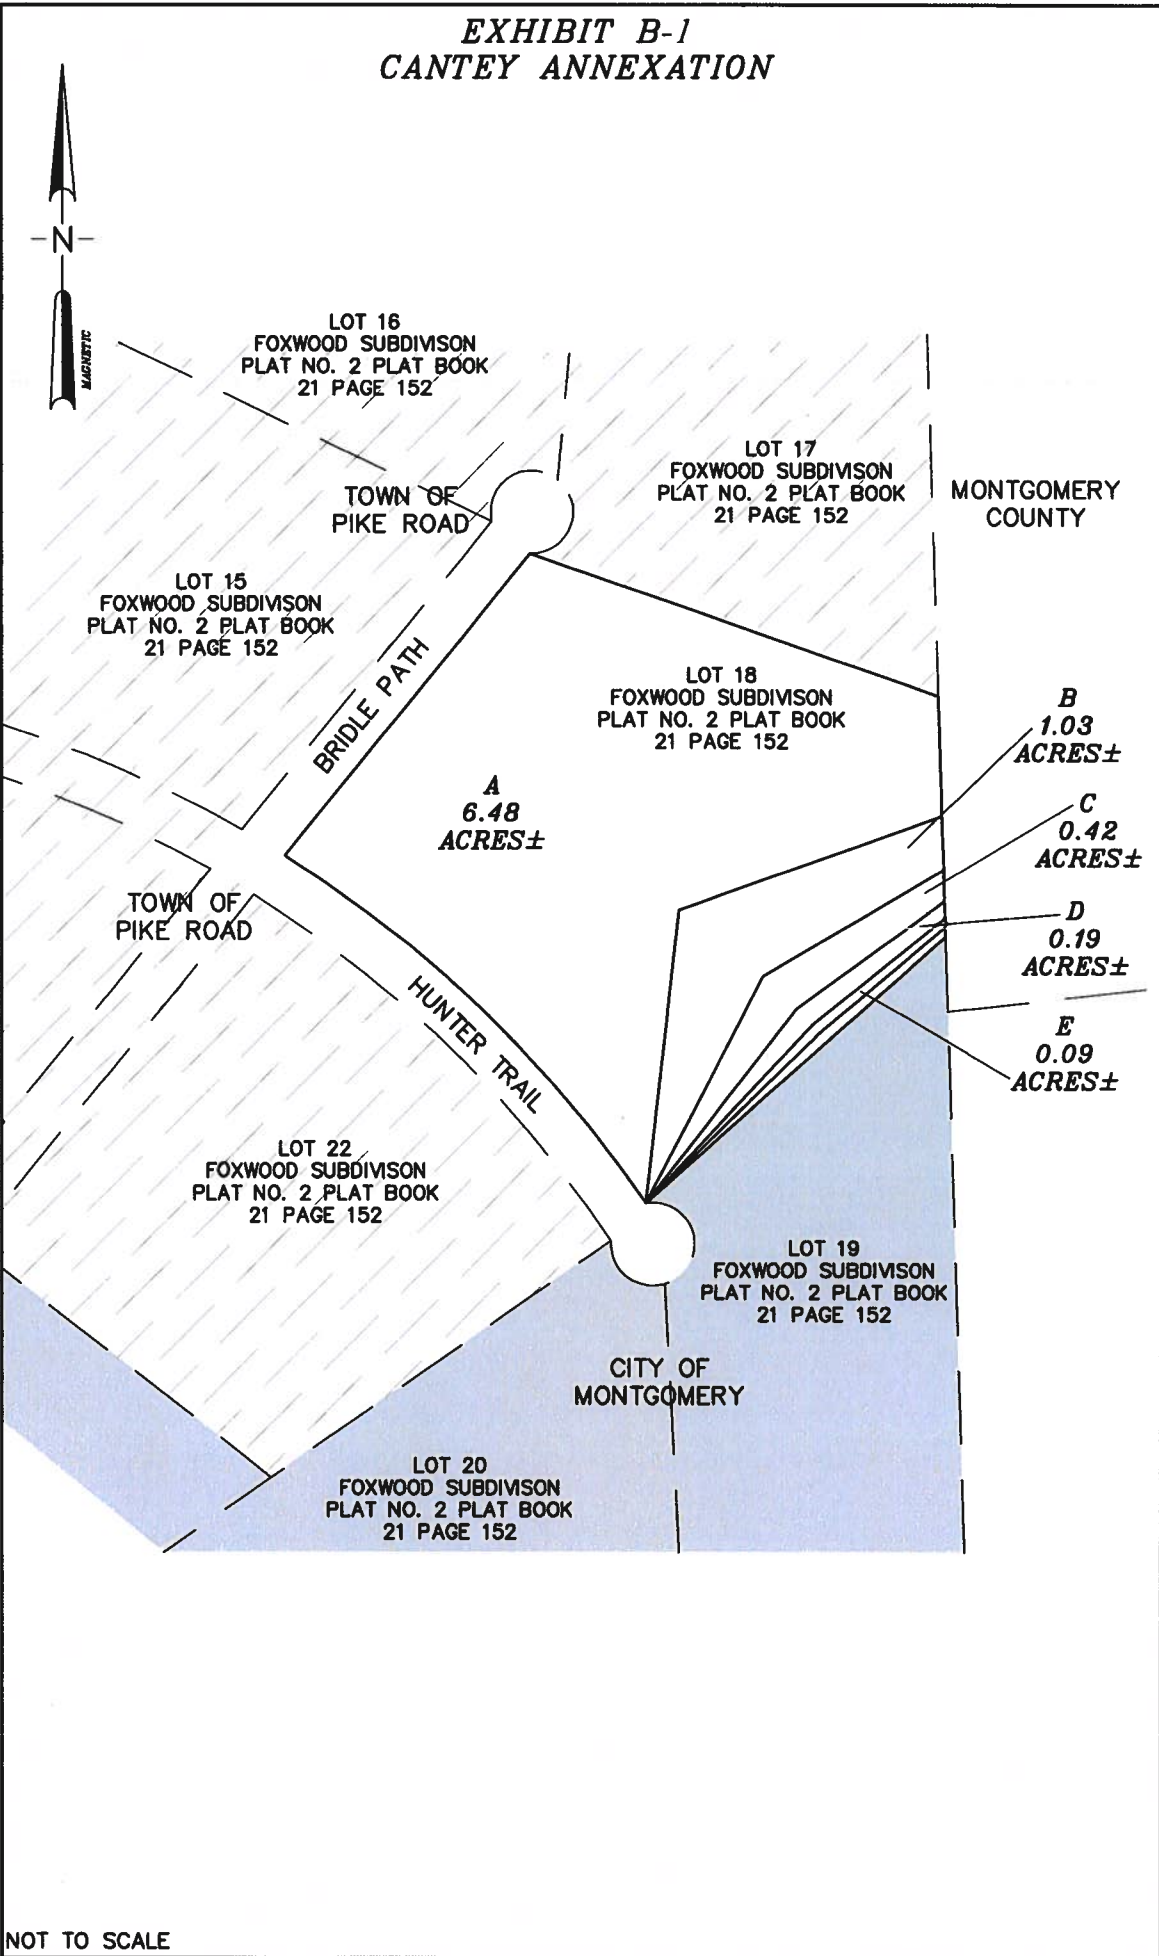 EXHIBIT B-1
CANTEY ANNEXATION
-N-
MAGNETIC
LOT 16
FOXWOOD SUBDIVISON
PLAT NO. 2 PLAT BOOK
21 PAGE 152
LOT 17
FOXWOOD SUBDIVISON
PLAT NO. 2 PLAT BOOK
21 PAGE 152
MONTGOMERY
COUNTY
TOWN OF
PIKE ROAD
LOT 15
FOXWOOD SUBDIVISON
PLAT NO. 2 PLAT BOOK
21 PAGE 152
BRIDLE PATH
LOT 18
FOXWOOD SUBDIVISON
PLAT NO. 2 PLAT BOOK
21 PAGE 152
B
1.03
ACRES±
A
6.48
ACRES±
C
0.42
ACRES±
TOWN OF
PIKE ROAD
D
0.19
ACRES±
HUNTER TRAIL
E
0.09
ACRES±
LOT 22
FOXWOOD SUBDIVISON
PLAT NO. 2 PLAT BOOK
21 PAGE 152
LOT 19
FOXWOOD SUBDIVISON
PLAT NO. 2 PLAT BOOK
21 PAGE 152
CITY OF
MONTGOMERY
LOT 20
FOXWOOD SUBDIVISON
PLAT NO. 2 PLAT BOOK
21 PAGE 152
NOT TO SCALE